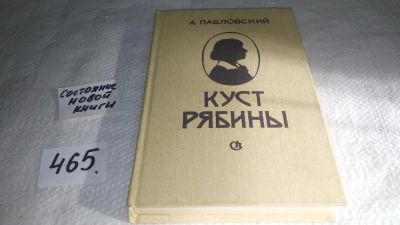 А. ПАВЛОВСКИЙ
КУСТ
РЯБИНЫ
Состояние
новой
книги
465.